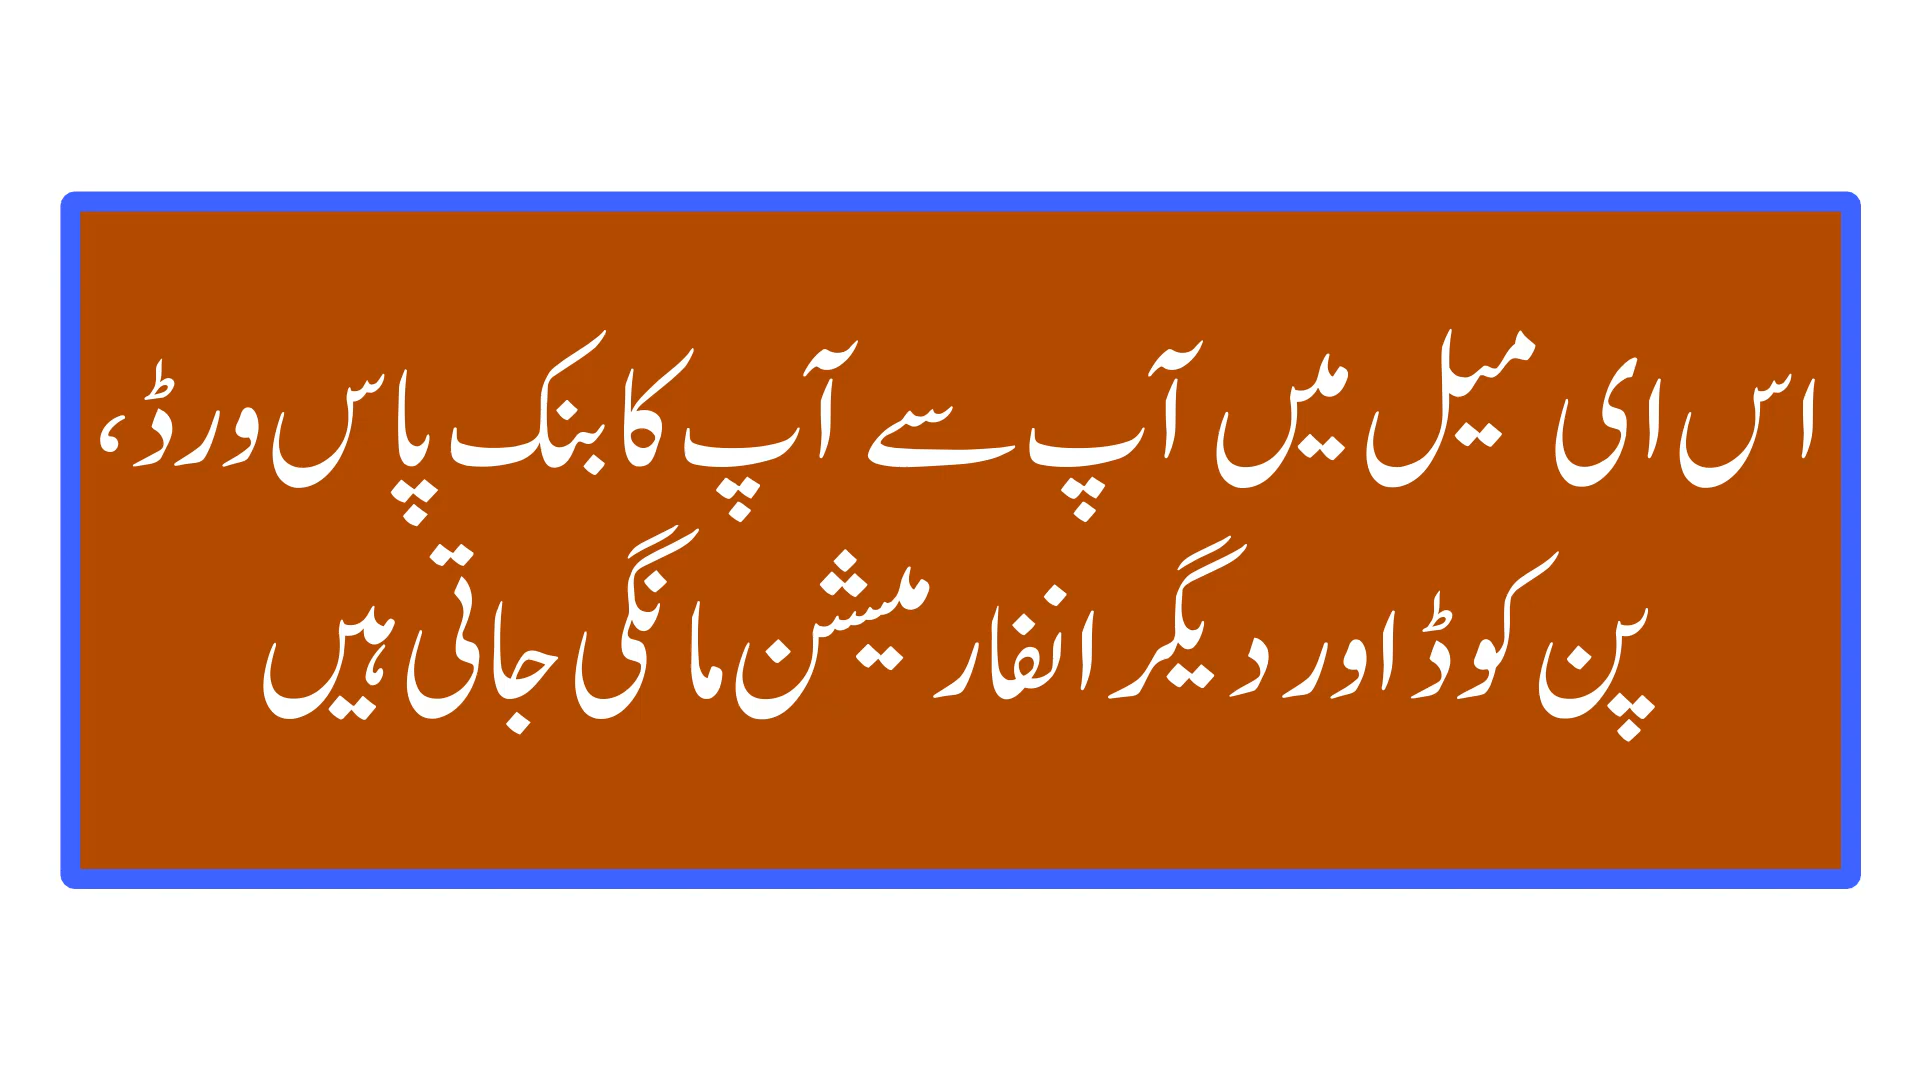 اس ای میل میں آپ سے آپ کا بنک پاس ورڈ،
پن کوڈ اور دیگر انفارمیشن مانگی جاتی ہیں